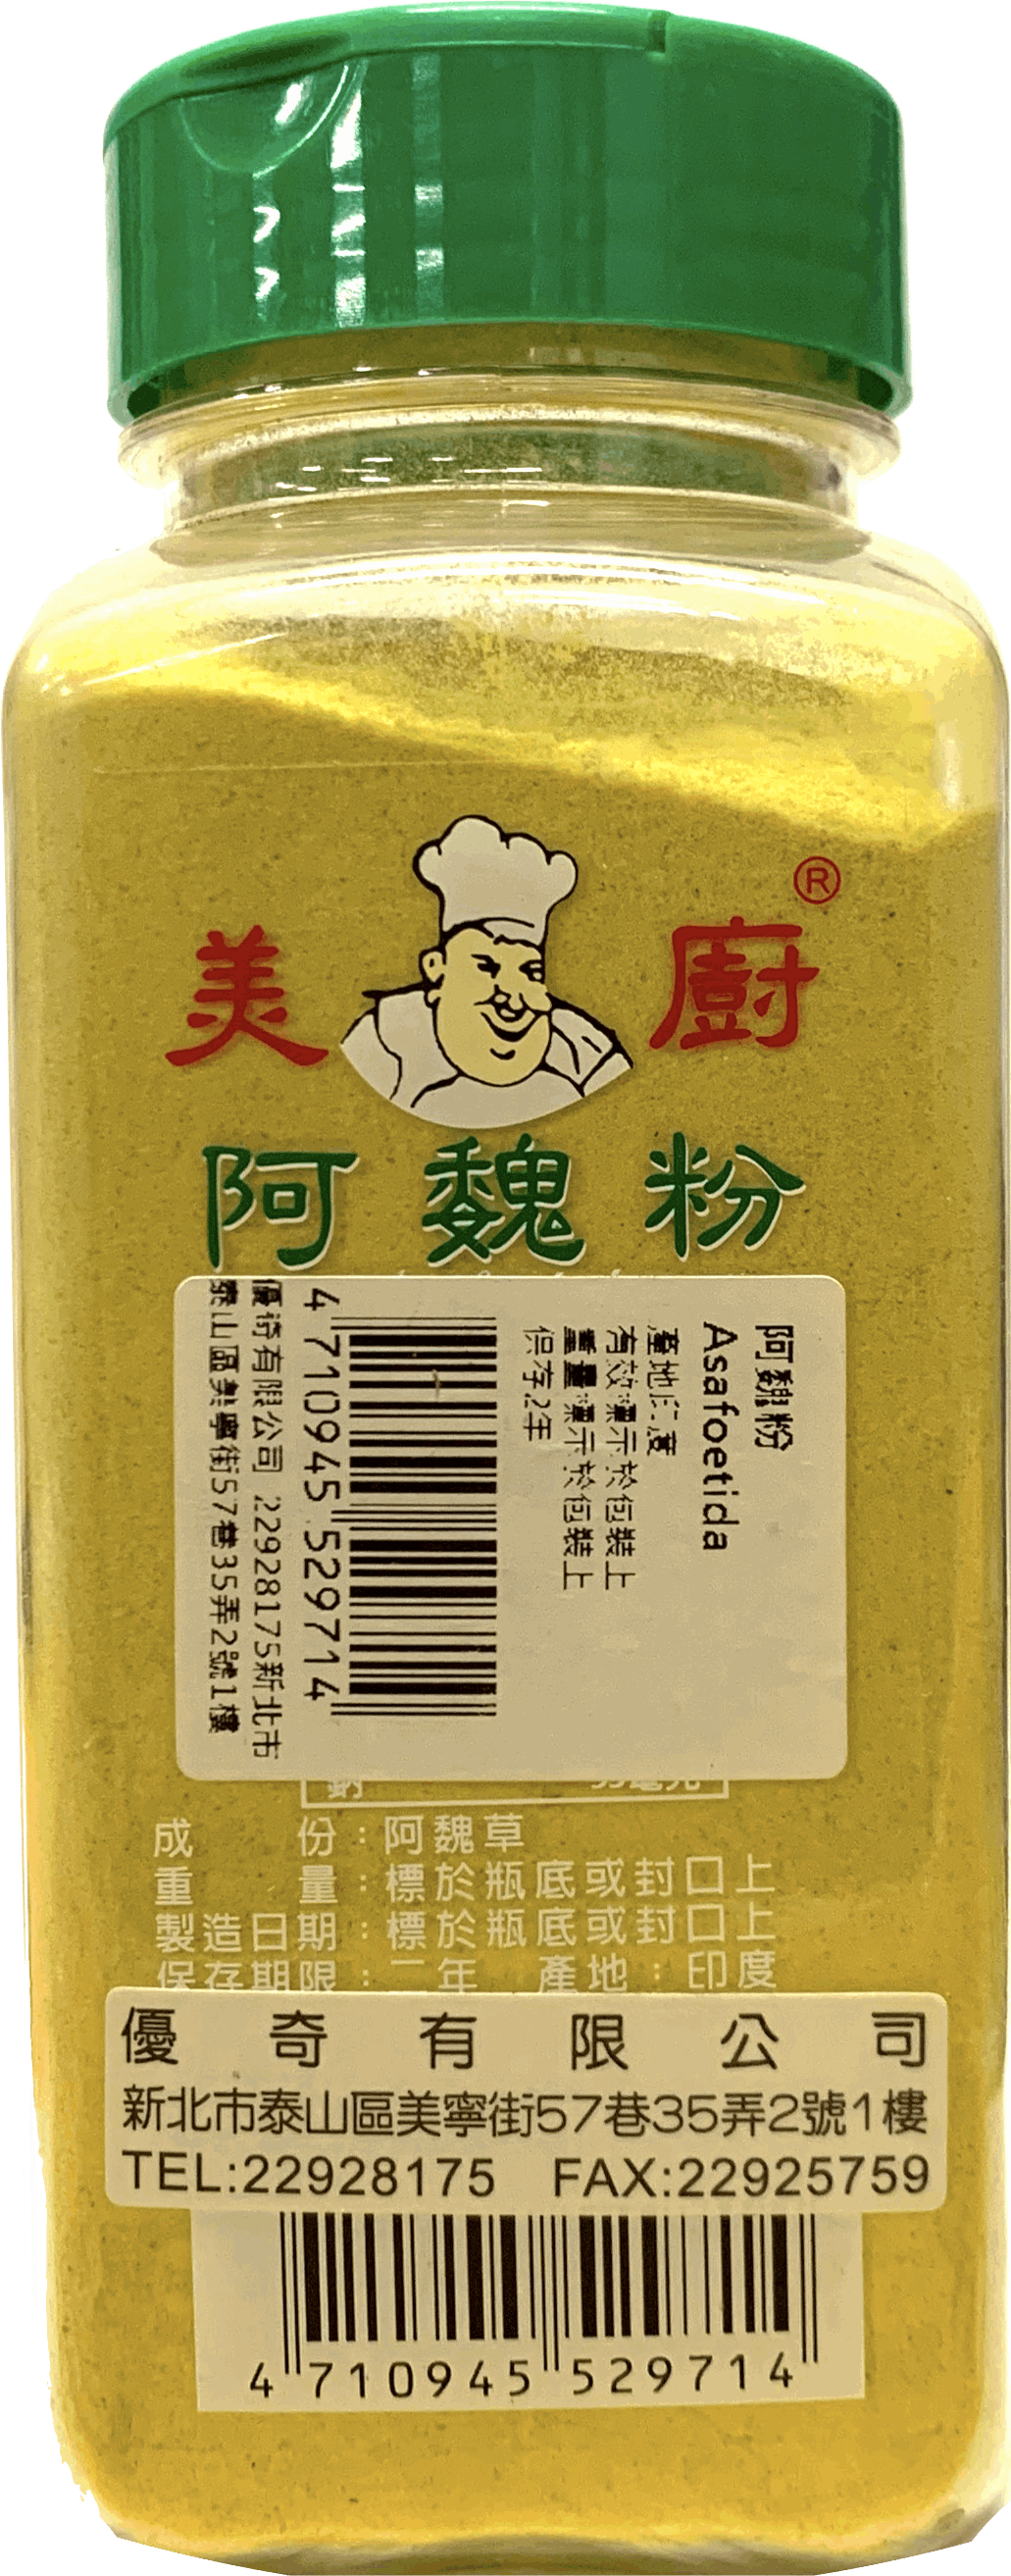 美 廚®
阿魏粉
阿魏粉
Asafoetida
產地:印度
有效:標示於包裝上
重量:標示於包裝上
保存:2年
4 710945 529714
優奇有限公司 22928175新北市
泰山區美寧街57巷35弄2號1樓
成份:阿魏草
重量:標於瓶底或封口上
製造日期:標於瓶底或封口上
保存期限:二年 產地:印度
優奇有限公司
新北市泰山區美寧街57巷35弄2號1樓
TEL:22928175 FAX:22925759
4 710945 529714